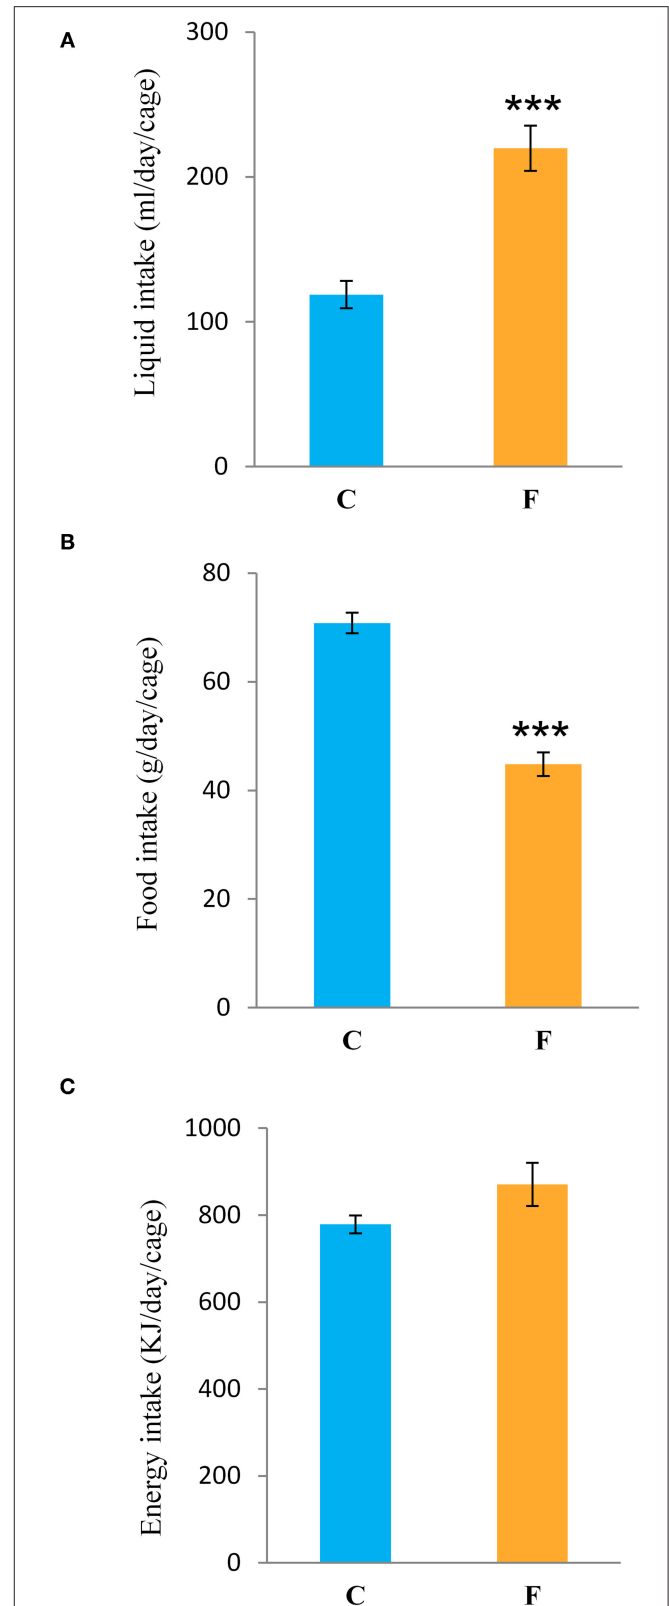 A
Liquid intake (ml/day/cage)
300
200
100
0
***
C F
B
Food intake (g/day/cage)
80
60
40
20
0
***
C F
C
Energy intake (KJ/day/cage)
1000
800
600
400
200
0
C F